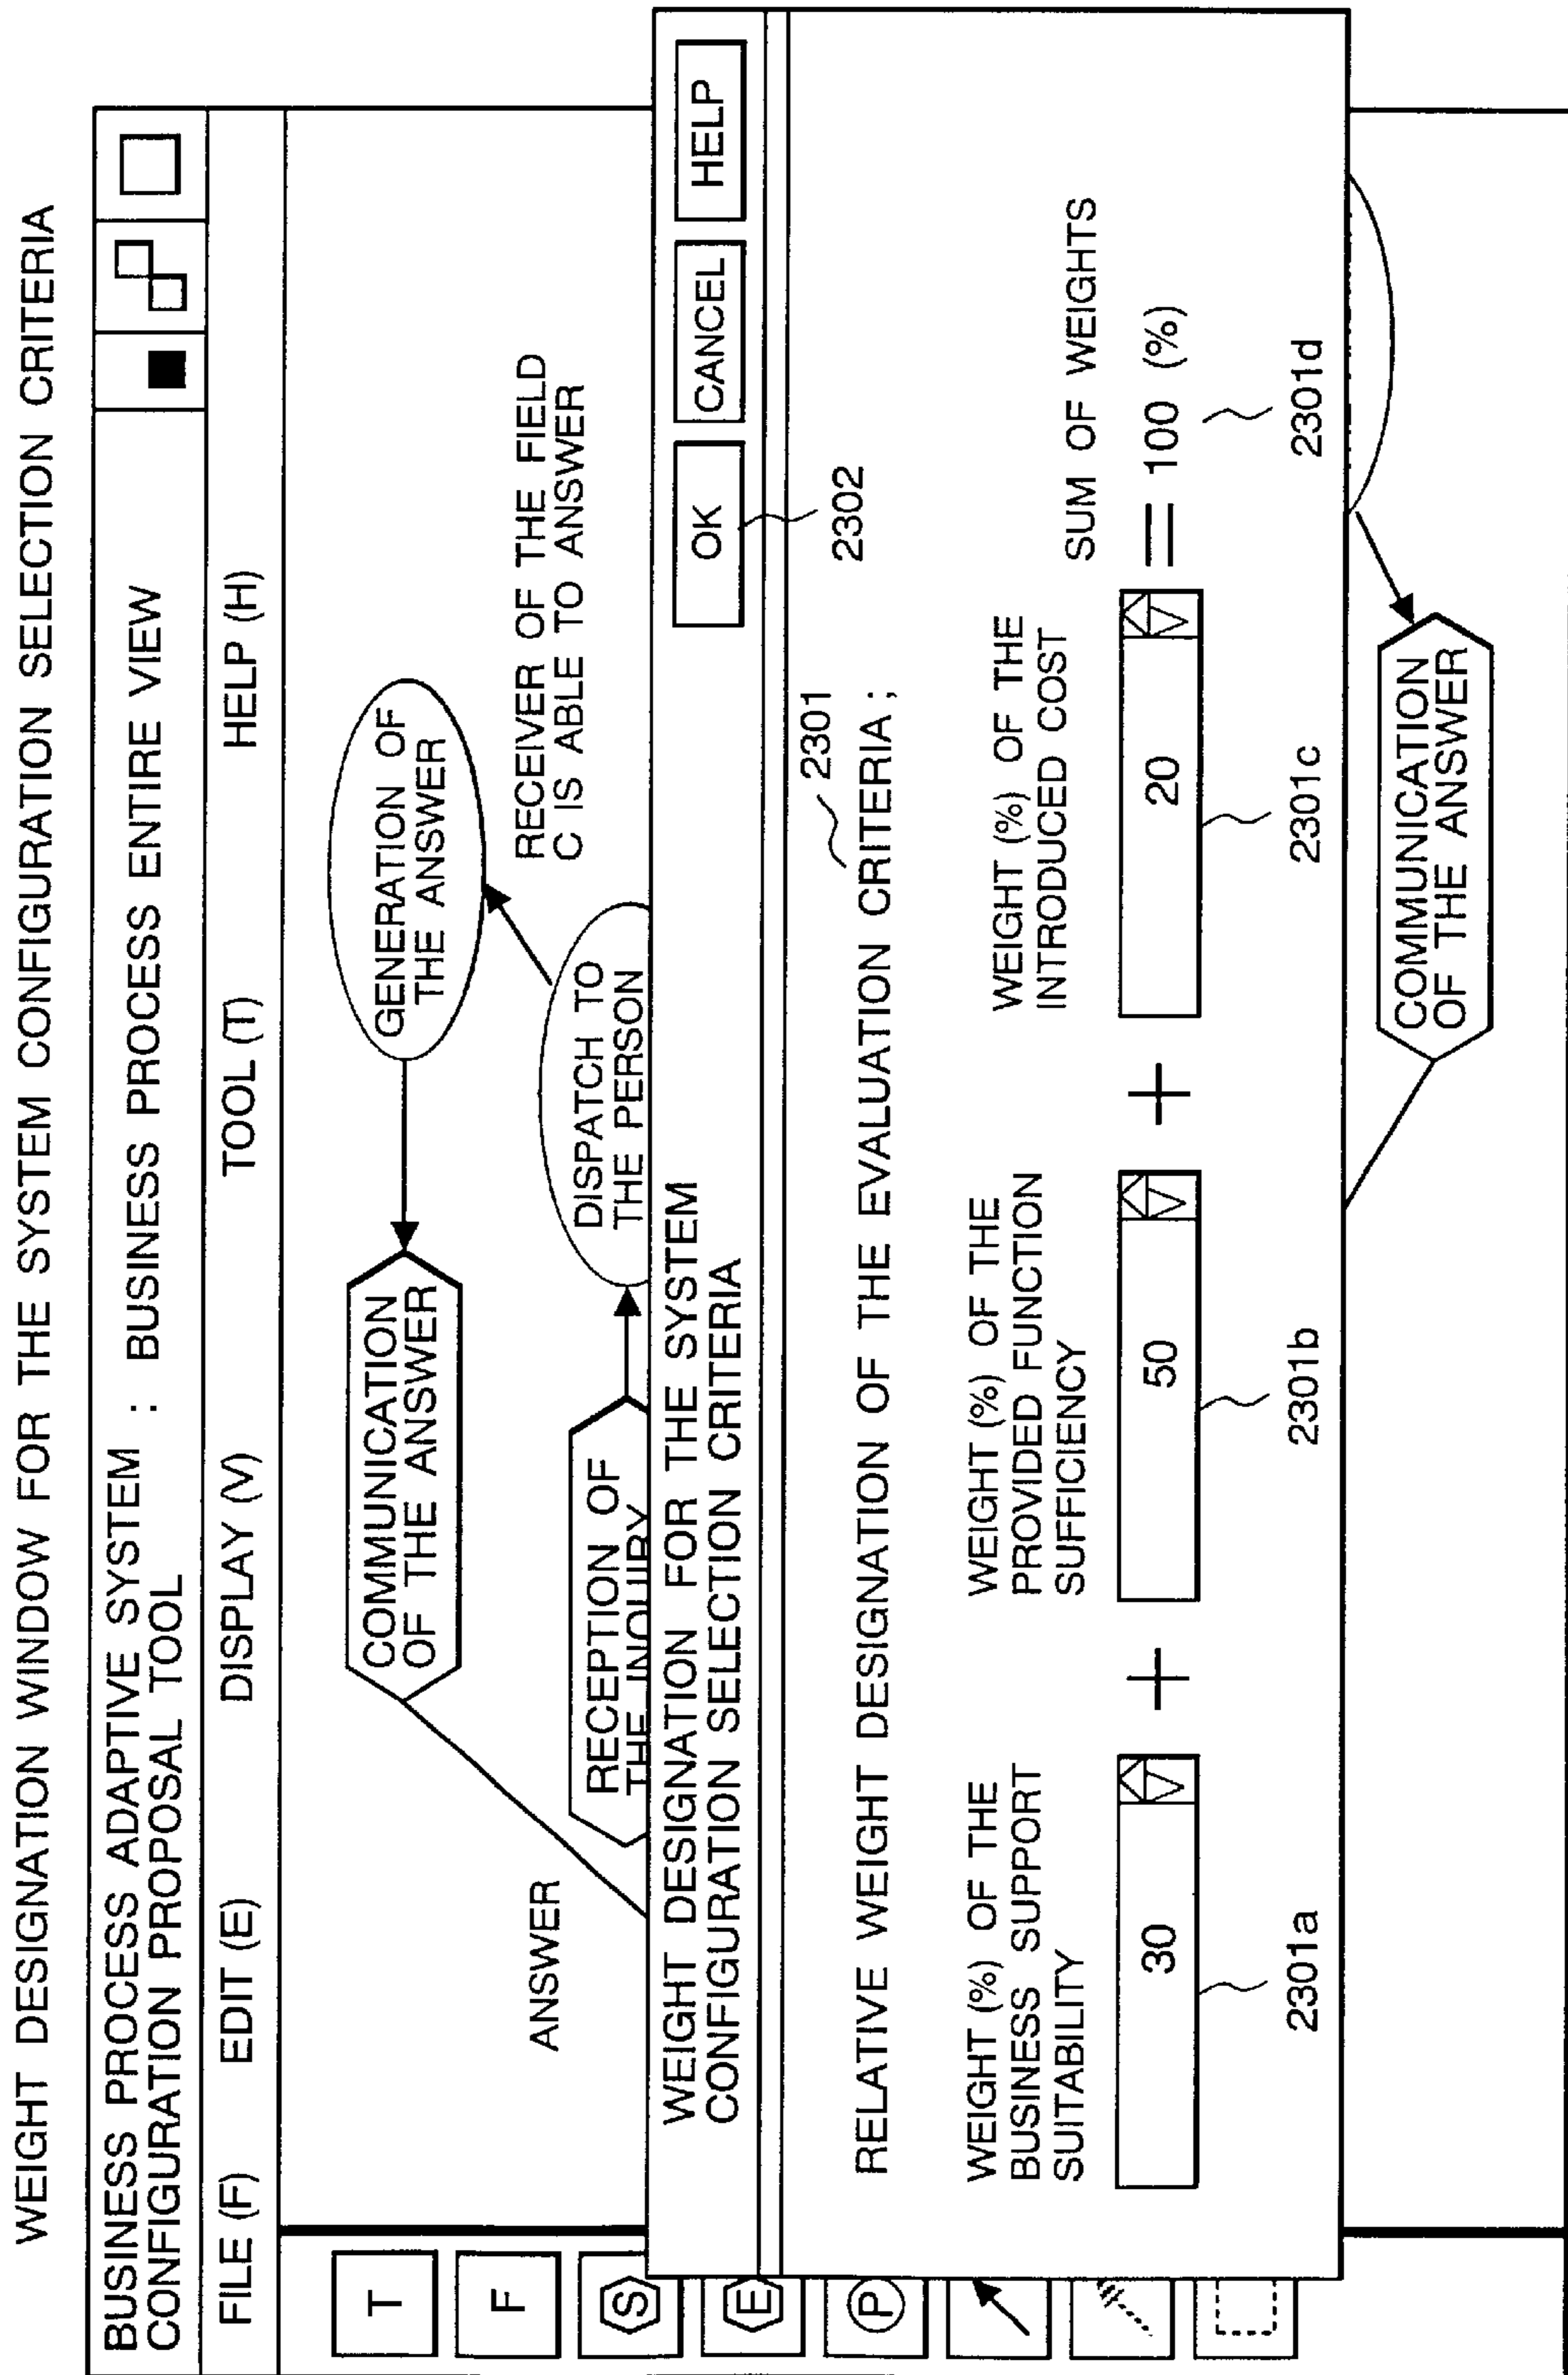 WEIGHT DESIGNATION WINDOW FOR THE SYSTEM CONFIGURATION SELECTION CRITERIA
BUSINESS PROCESS ADAPTIVE SYSTEM : BUSINESS PROCESS ENTIRE VIEW
CONFIGURATION PROPOSAL TOOL
FILE (F) EDIT (E) DISPLAY (V) TOOL (T) HELP (H)
T
F
S
E
P
COMMUNICATION
OF THE ANSWER
GENERATION OF
THE ANSWER
ANSWER
RECEIVER OF THE FIELD
C IS ABLE TO ANSWER
RECEPTION OF
THE INQUIRY
DISPATCH TO
THE PERSON
WEIGHT DESIGNATION FOR THE SYSTEM
CONFIGURATION SELECTION CRITERIA
OK CANCEL HELP
2302
2301
RELATIVE WEIGHT DESIGNATION OF THE EVALUATION CRITERIA ;
WEIGHT (%) OF THE
BUSINESS SUPPORT
SUITABILITY
30
2301a
+
WEIGHT (%) OF THE
PROVIDED FUNCTION
SUFFICIENCY
50
2301b
+
WEIGHT (%) OF THE
INTRODUCED COST
20
2301c
SUM OF WEIGHTS
= 100 (%)
2301d
COMMUNICATION
OF THE ANSWER